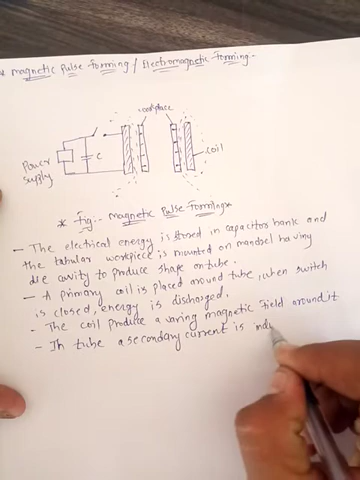 * magnetic Pulse Forming / Electromagnetic Forming:-
workpiece
Power supply
C
coil
* Fig:- magnetic Pulse Forming *
- The electrical energy is stored in capacitor bank and
the tabular workpiece is mounted on mandrel having
die cavity to produce shape on tube.
- A primary coil is placed around tube, when switch
is closed, energy is discharged.
- The coil produce a varing magnetic field around it
- In tube a secondary current is indu